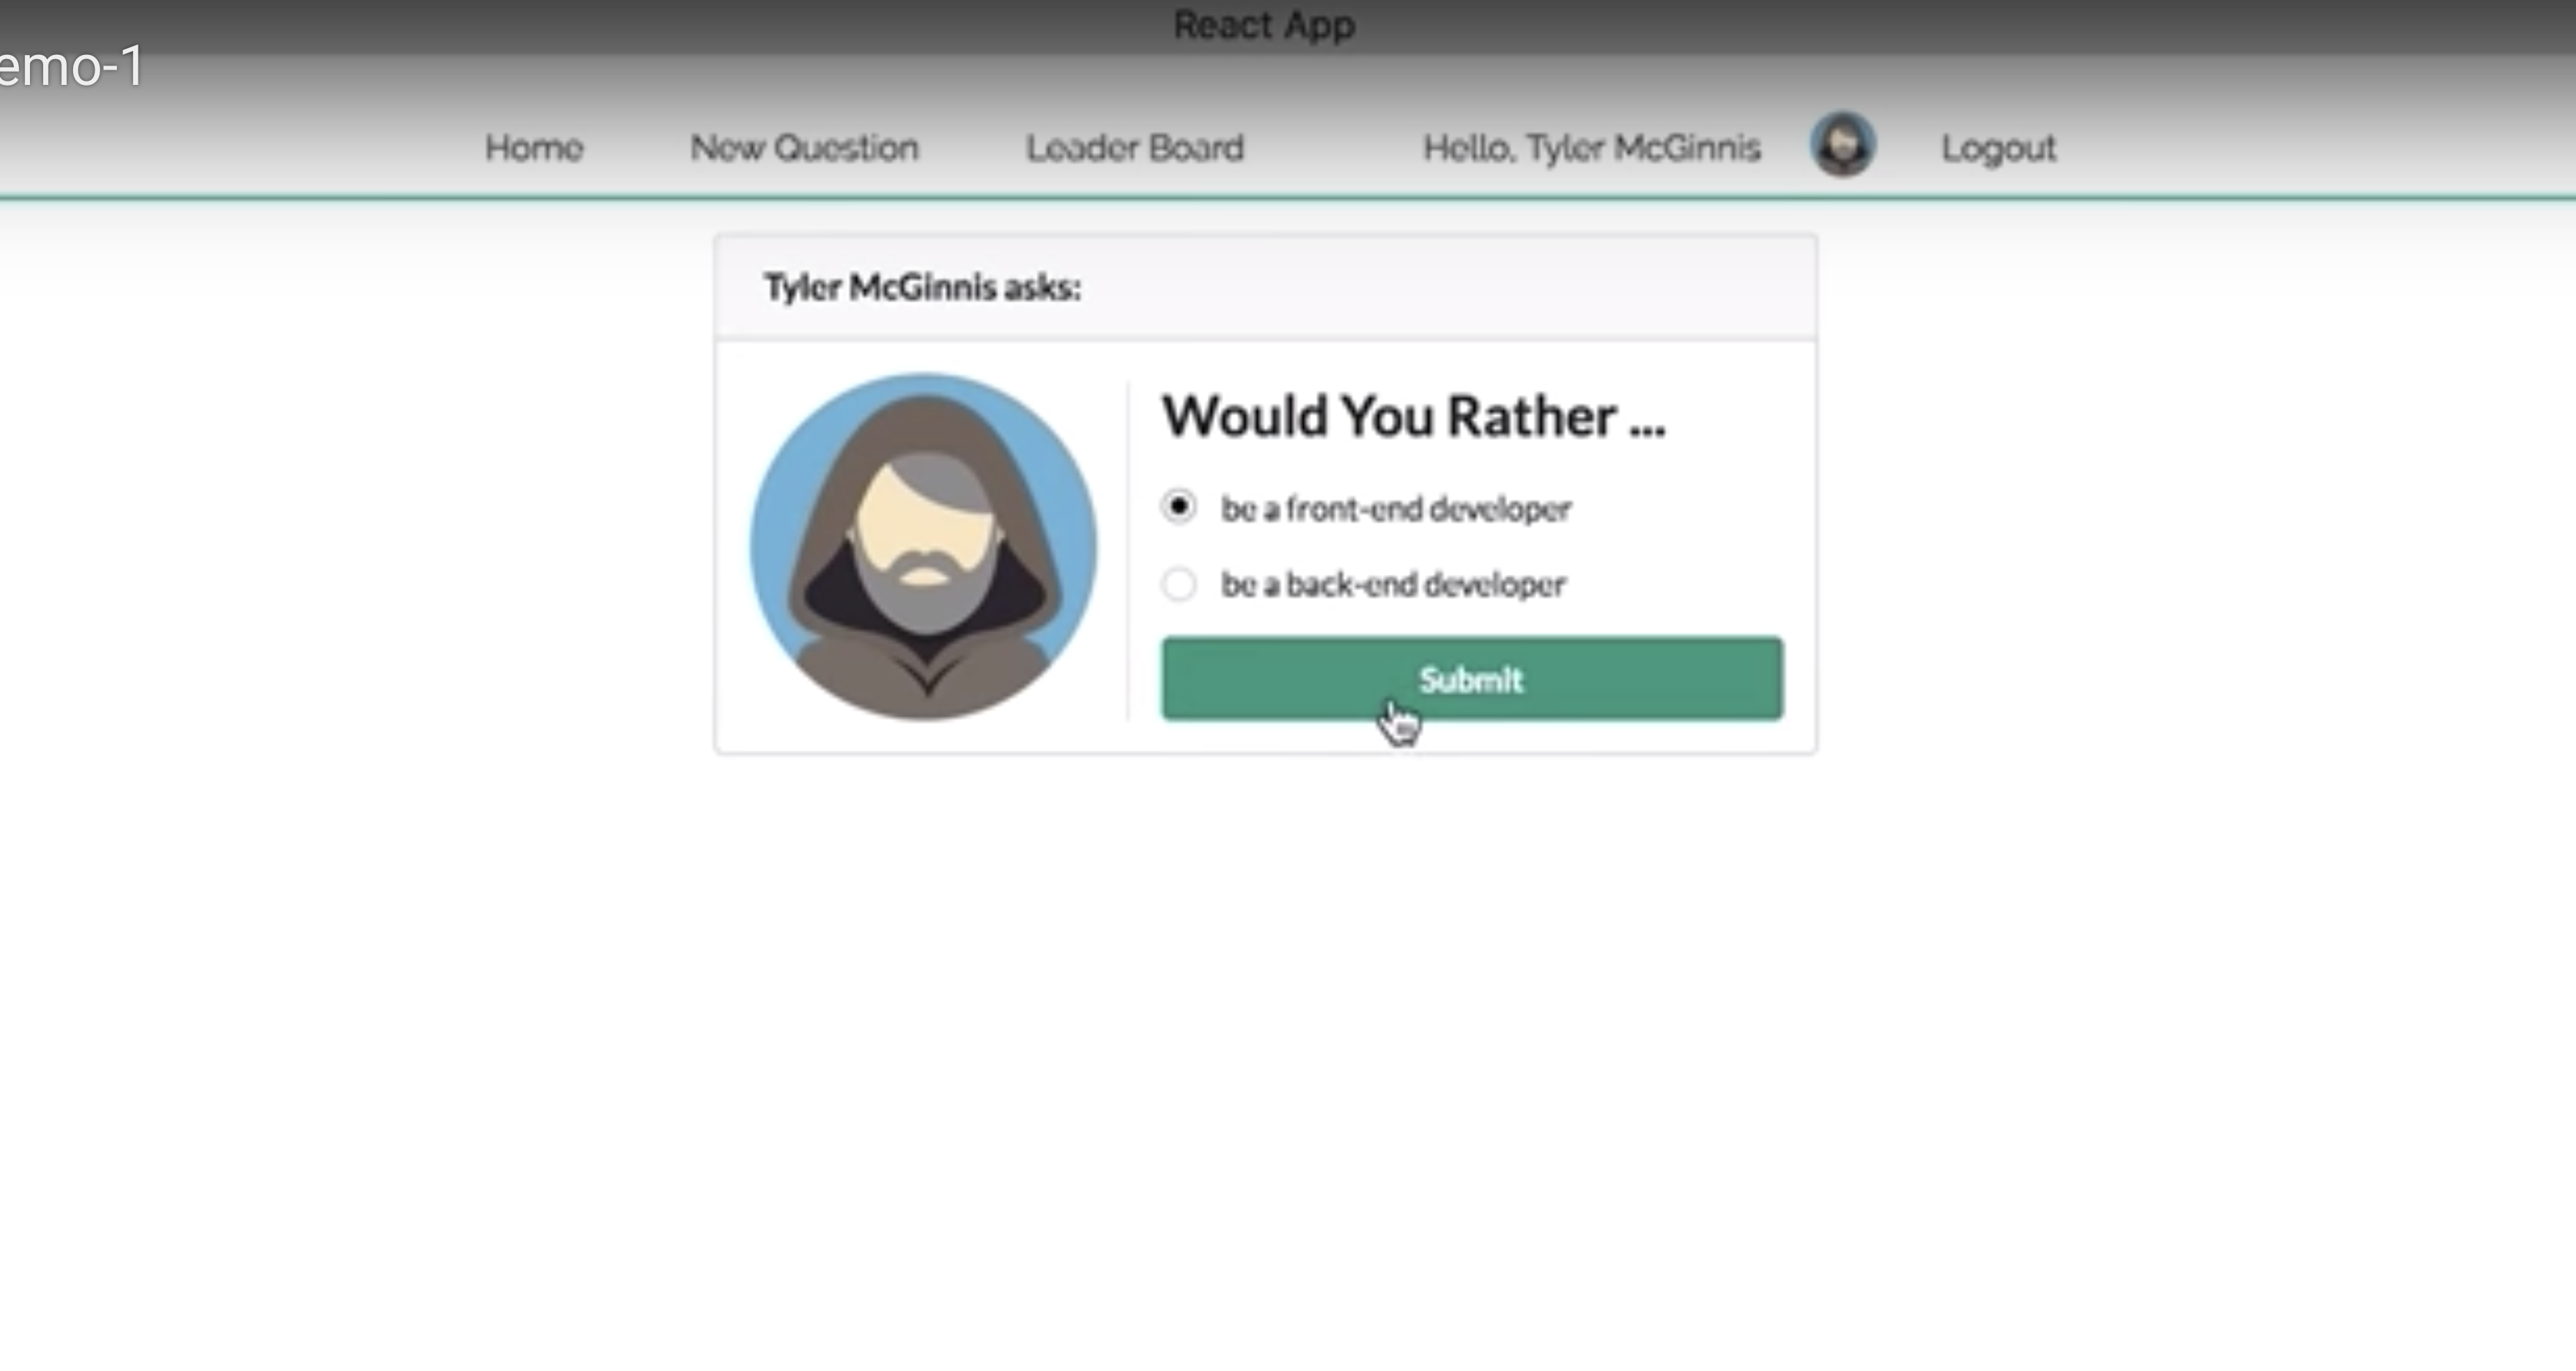 React App
emo-1
Home New Question Leader Board Hello, Tyler McGinnis Logout
Tyler McGinnis asks:
Would You Rather ...
be a front-end developer
be a back-end developer
Submit